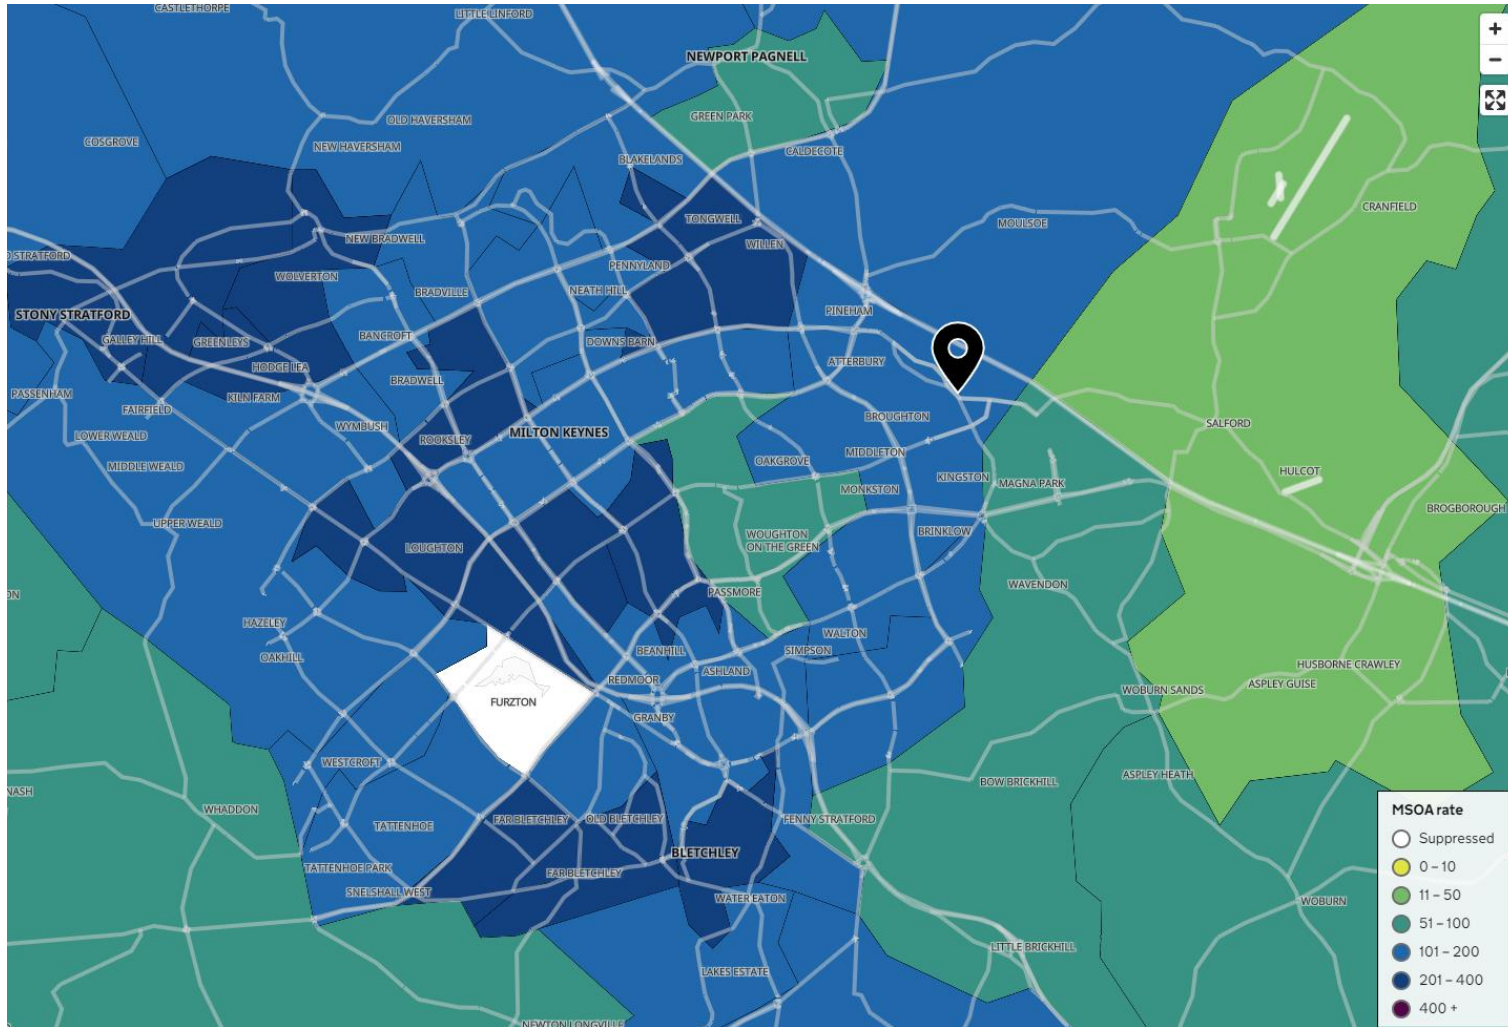 CASTLETHORPE
LITTLE LINFORD
NEWPORT PAGNELL
+
−
GREEN PARK
OLD HAVERSHAM
COSGROVE
NEW HAVERSHAM
CALDECOTE
BLAKELANDS
CRANFIELD
TONGWELL
MOULSOE
NEW BRADWELL
WILLEN
D STRATFORD
PENNYLAND
WOLVERTON
BRADVILLE
NEATH HILL
PINEHAM
STONY STRATFORD
BANCROFT
GALLEY HILL
GREENLEYS
DOWNS BARN
ATTERBURY
HODGE LEA
BRADWELL
PASSENHAM
KILN FARM
FAIRFIELD
BROUGHTON
WYMBUSH
SALFORD
LOWER WEALD
ROOKSLEY
MILTON KEYNES
MIDDLETON
MIDDLE WEALD
OAKGROVE
HULCOT
KINGSTON
MAGNA PARK
MONKSTON
BROGBOROUGH
UPPER WEALD
BRINKLOW
WOUGHTON
ON THE GREEN
LOUGHTON
WAVENDON
ON
PASSMORE
HAZELEY
WALTON
BEANHILL
SIMPSON
OAKHILL
HUSBORNE CRAWLEY
ASHLAND
REDMOOR
ASPLEY GUISE
WOBURN SANDS
FURZTON
GRANBY
WESTCROFT
ASPLEY HEATH
BOW BRICKHILL
NASH
WHADDON
FAR BLETCHLEY
OLD BLETCHLEY
FENNY STRATFORD
TATTENHOE
BLETCHLEY
TATTENHOE PARK
FAR BLETCHLEY
SNELSHALL WEST
WATER EATON
WOBURN
LITTLE BRICKHILL
LAKES ESTATE
NEWTON LONGVILLE
MSOA rate
Suppressed
0 – 10
11 – 50
51 – 100
101 – 200
201 – 400
400 +